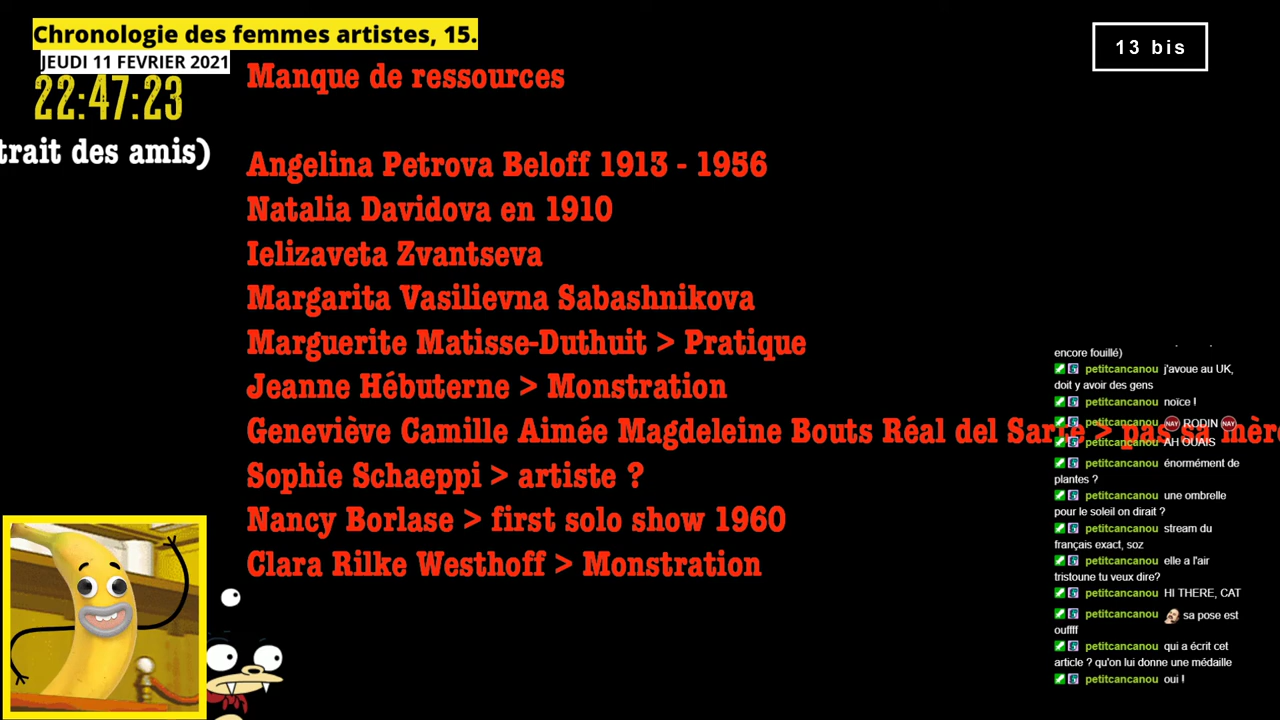 Chronologie des femmes artistes, 15.
JEUDI 11 FEVRIER 2021
22:47:23
trait des amis)
13 bis
Manque de ressources
Angelina Petrova Beloff 1913 - 1956
Natalia Davidova en 1910
Ielizaveta Zvantseva
Margarita Vasilievna Sabashnikova
Marguerite Matisse-Duthuit > Pratique
Jeanne Hébuterne > Monstration
Geneviève Camille Aimée Magdeleine Bouts Réal del Sarte > pas sa mère
Sophie Schaeppi > artiste ?
Nancy Borlase > first solo show 1960
Clara Rilke Westhoff > Monstration
encore fouillé)
petitcancanou j'avoue au UK,
doit y avoir des gens
petitcancanou noïce !
petitcancanou NAY RODIN NAY
petitcancanou AH OUAIS
petitcancanou énormément de
plantes ?
petitcancanou une ombrelle
pour le soleil on dirait ?
petitcancanou stream du
français exact, soz
petitcancanou elle a l'air
tristoune tu veux dire?
petitcancanou HI THERE, CAT
petitcancanou sa pose est
ouffff
petitcancanou qui a écrit cet
article ? qu'on lui donne une médaille
petitcancanou oui !